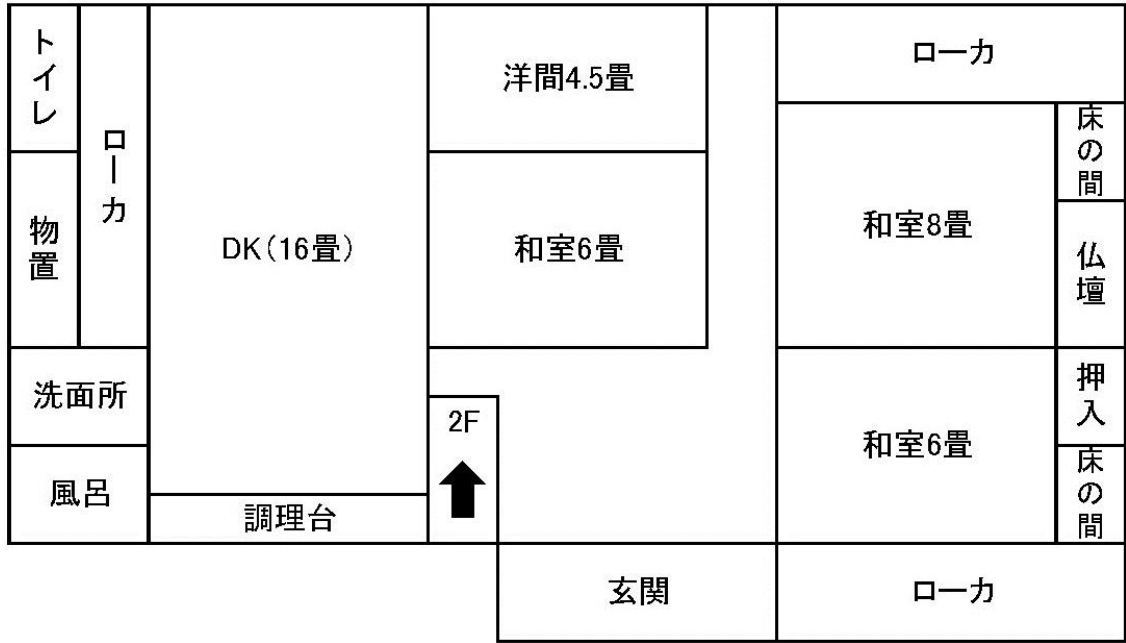 トイレ
ローカ
物置
洗面所
風呂
DK(16畳)
調理台
洋間4.5畳
和室6畳
2F
玄関
ローカ
和室8畳
床の間
仏壇
和室6畳
押入
床の間
ローカ